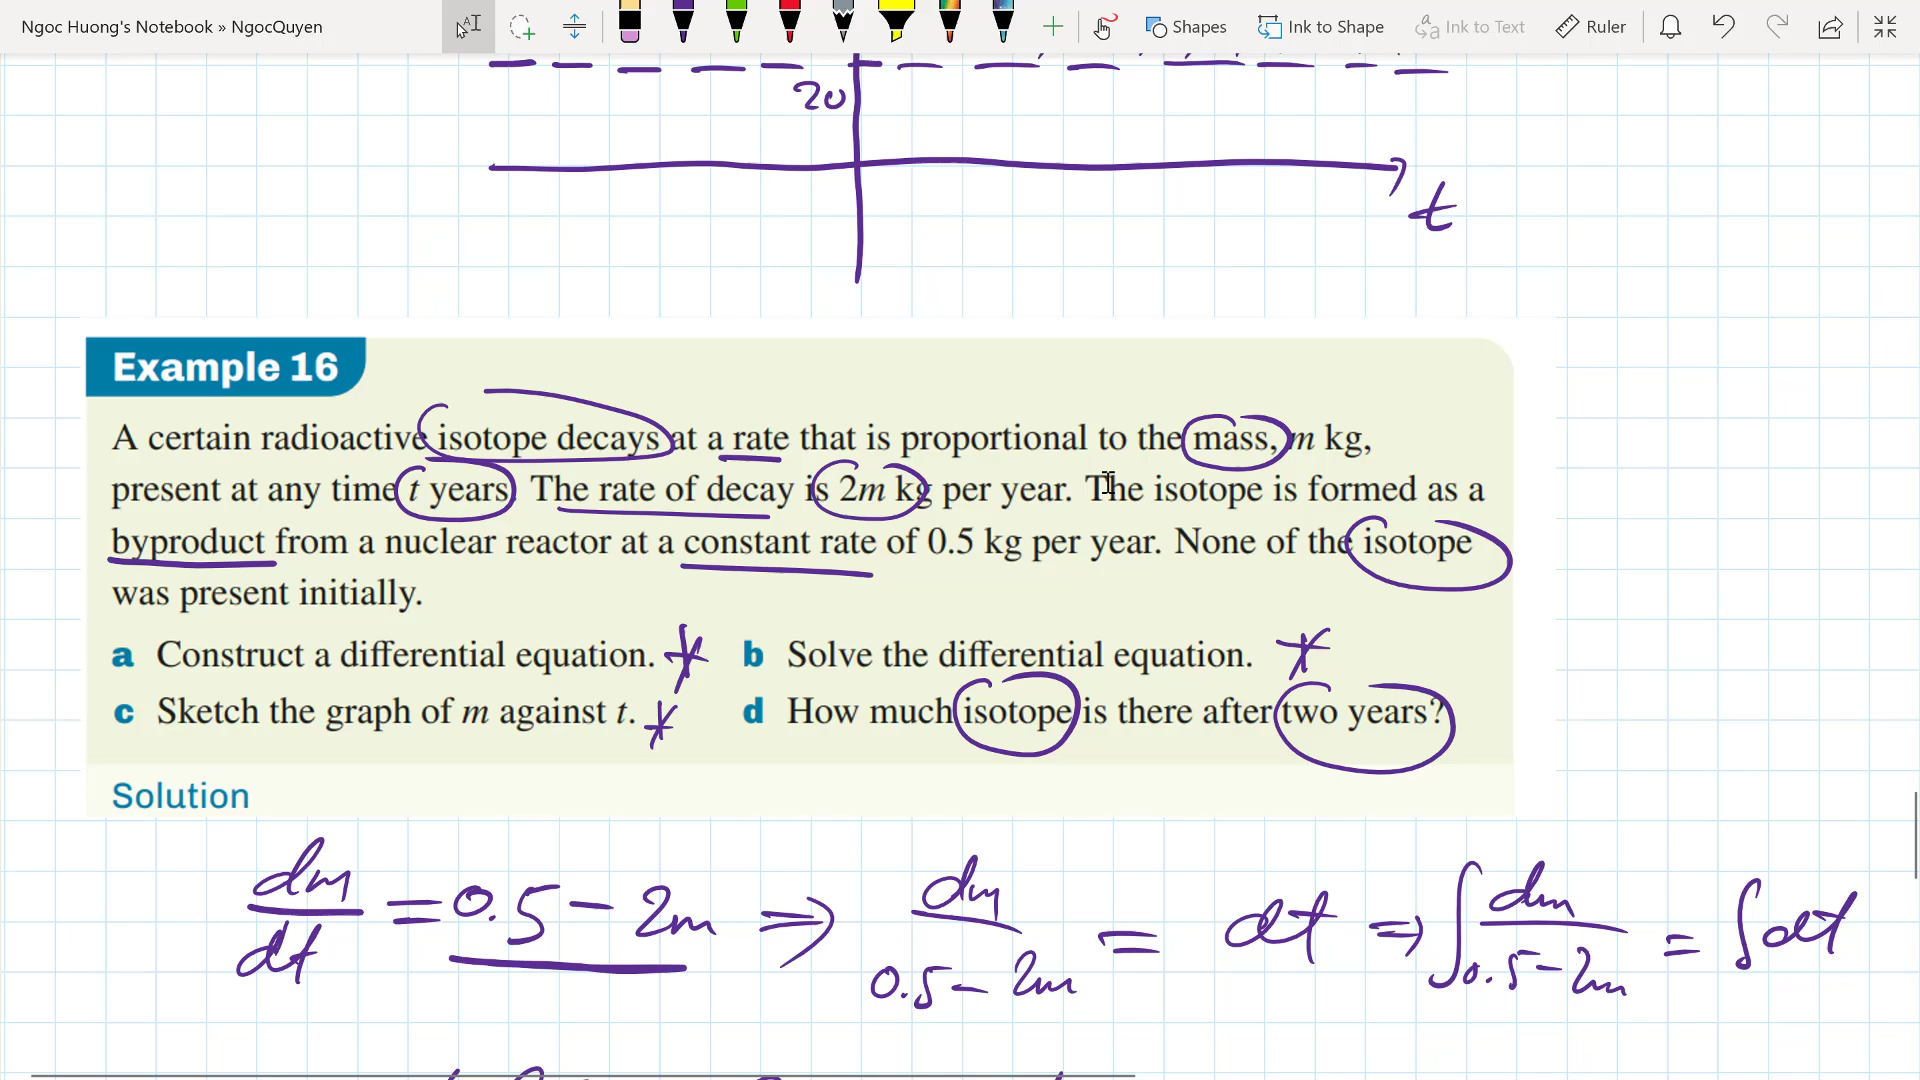 Ngoc Huong's Notebook » NgocQuyen
Shapes
Ink to Shape
Ink to Text
Ruler
20
t
Example 16
A certain radioactive isotope decays at a rate that is proportional to the mass, m kg,
present at any time t years. The rate of decay is 2m kg per year. The isotope is formed as a
byproduct from a nuclear reactor at a constant rate of 0.5 kg per year. None of the isotope
was present initially.
a Construct a differential equation.
b Solve the differential equation.
c Sketch the graph of m against t.
d How much isotope is there after two years?
Solution
dm/dt = 0.5 - 2m ⇒ dm/(0.5 - 2m) = dt ⇒ ∫ dm/(0.5 - 2m) = ∫ dt